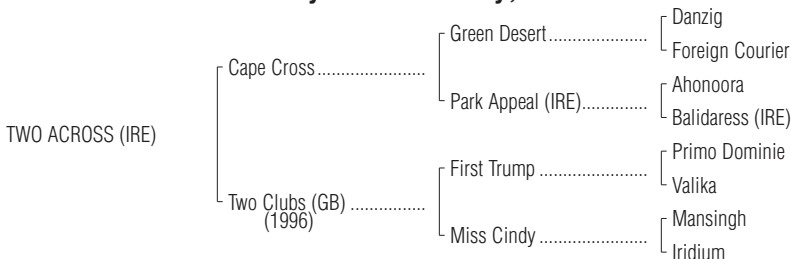 Danzig
Green Desert......................
Foreign Courier
Cape Cross.......................
Ahonoora
Park Appeal (IRE)..............
Balidaress (IRE)
TWO ACROSS (IRE)
Primo Dominie
First Trump ......................
Valika
Two Clubs (GB) ................
(1996)
Mansingh
Miss Cindy .......................
Iridium